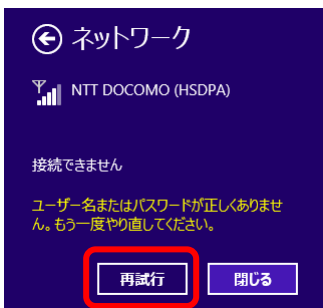 ネットワーク
NTT DOCOMO (HSDPA)
接続できません
ユーザー名またはパスワードが正しくありませ
ん。もう一度やり直してください。
再試行 閉じる